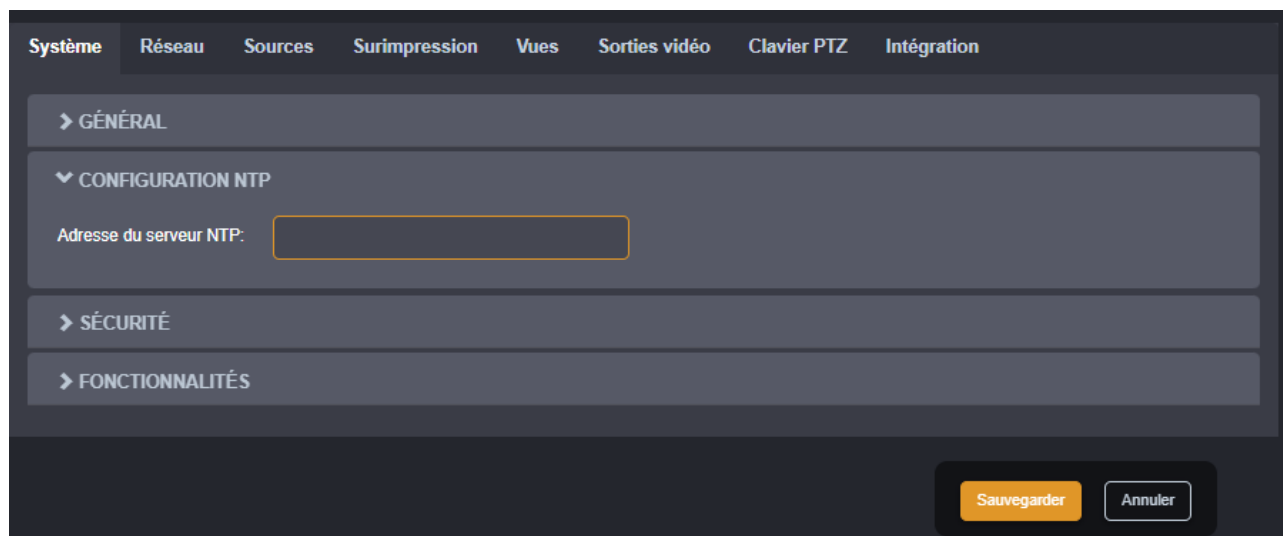 Système Réseau Sources Surimpression Vues Sorties vidéo Clavier PTZ Intégration
GÉNÉRAL
CONFIGURATION NTP
Adresse du serveur NTP:
SÉCURITÉ
FONCTIONNALITÉS
Sauvegarder Annuler